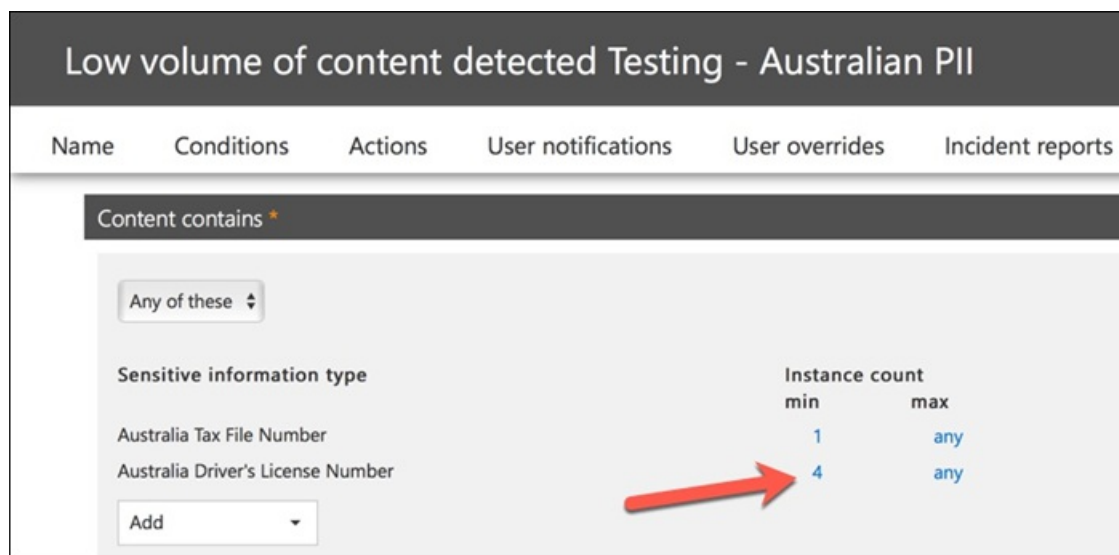 Low volume of content detected Testing - Australian PII
Name Conditions Actions User notifications User overrides Incident reports
Content contains *
Any of these
Sensitive information type Instance count
min max
Australia Tax File Number 1 any
Australia Driver's License Number 4 any
Add